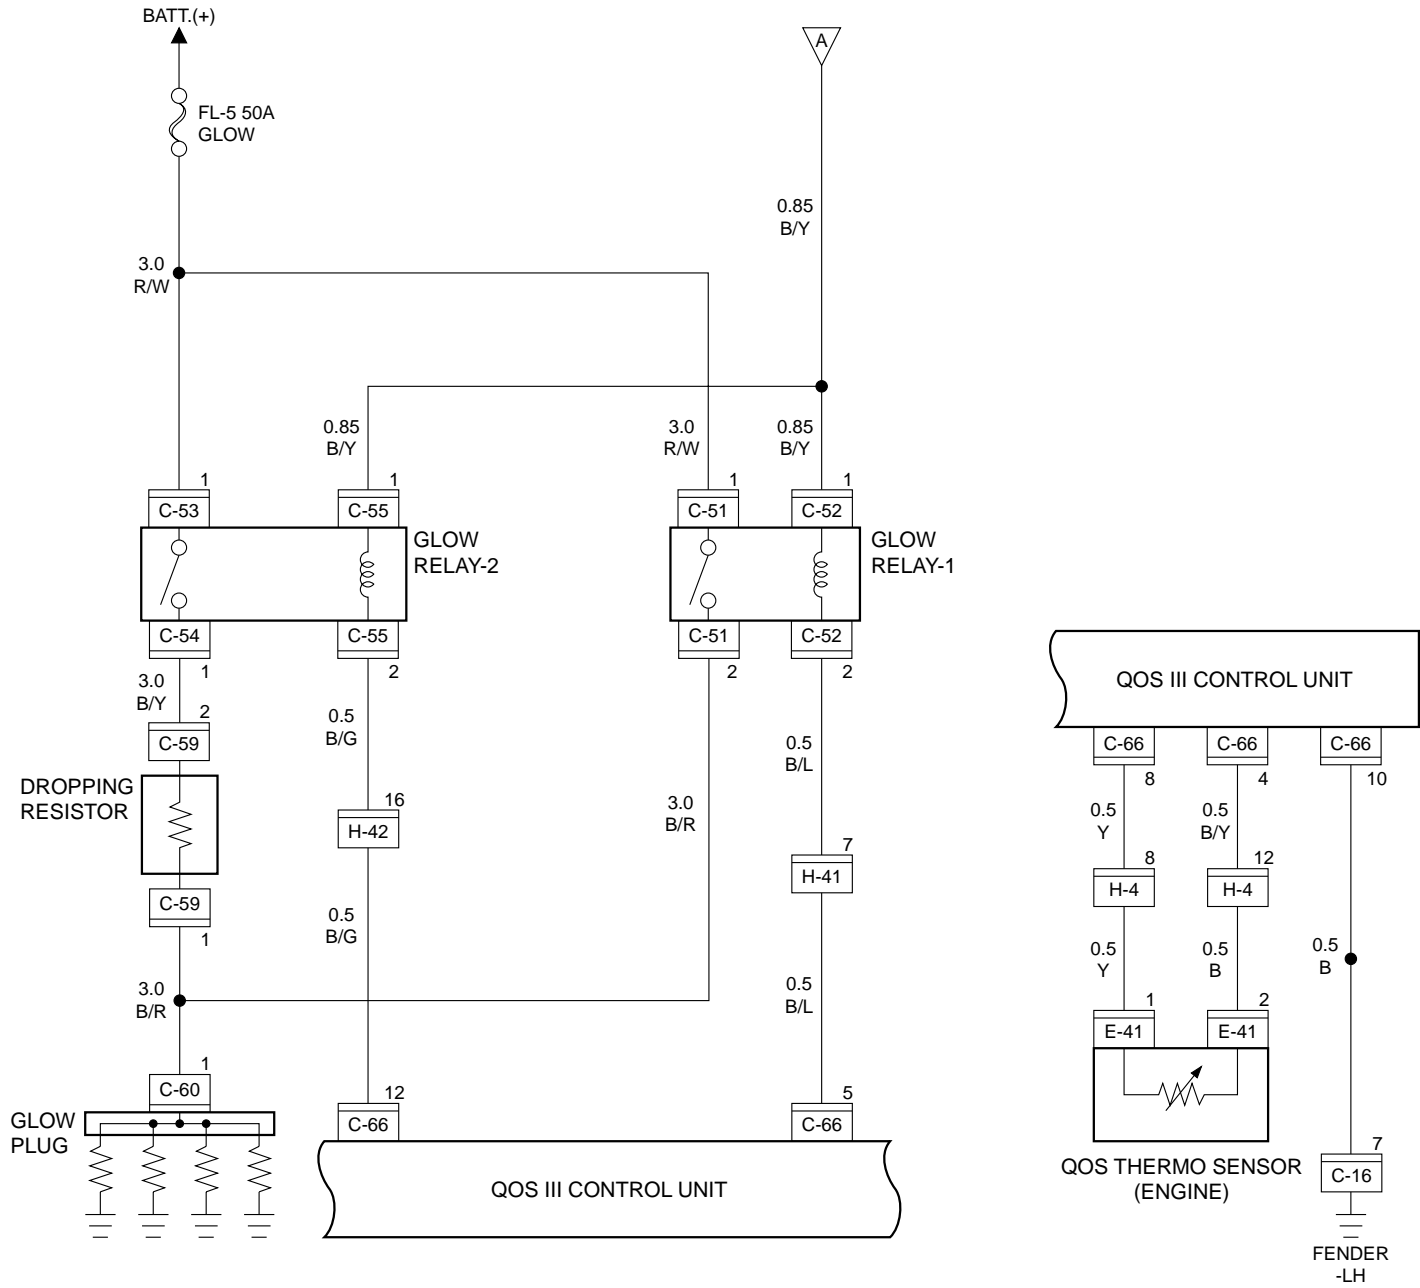 BATT.(+)
A
FL-5 50A
GLOW
0.85
B/Y
3.0
R/W
0.85
B/Y
3.0
R/W
0.85
B/Y
1
1
1
1
C-53
C-55
C-51
C-52
GLOW
RELAY-2
GLOW
RELAY-1
C-54
C-55
C-51
C-52
1
2
2
2
3.0
B/Y
2
C-59
0.5
B/G
0.5
B/L
DROPPING
RESISTOR
16
H-42
3.0
B/R
7
H-41
C-59
1
0.5
B/G
3.0
B/R
0.5
B/L
1
C-60
GLOW
PLUG
12
C-66
5
C-66
QOS III CONTROL UNIT
QOS III CONTROL UNIT
C-66
C-66
C-66
8
4
10
0.5
Y
0.5
B/Y
8
12
H-4
H-4
0.5
Y
0.5
B
0.5
B
1
2
E-41
E-41
QOS THERMO SENSOR
(ENGINE)
7
C-16
FENDER
-LH